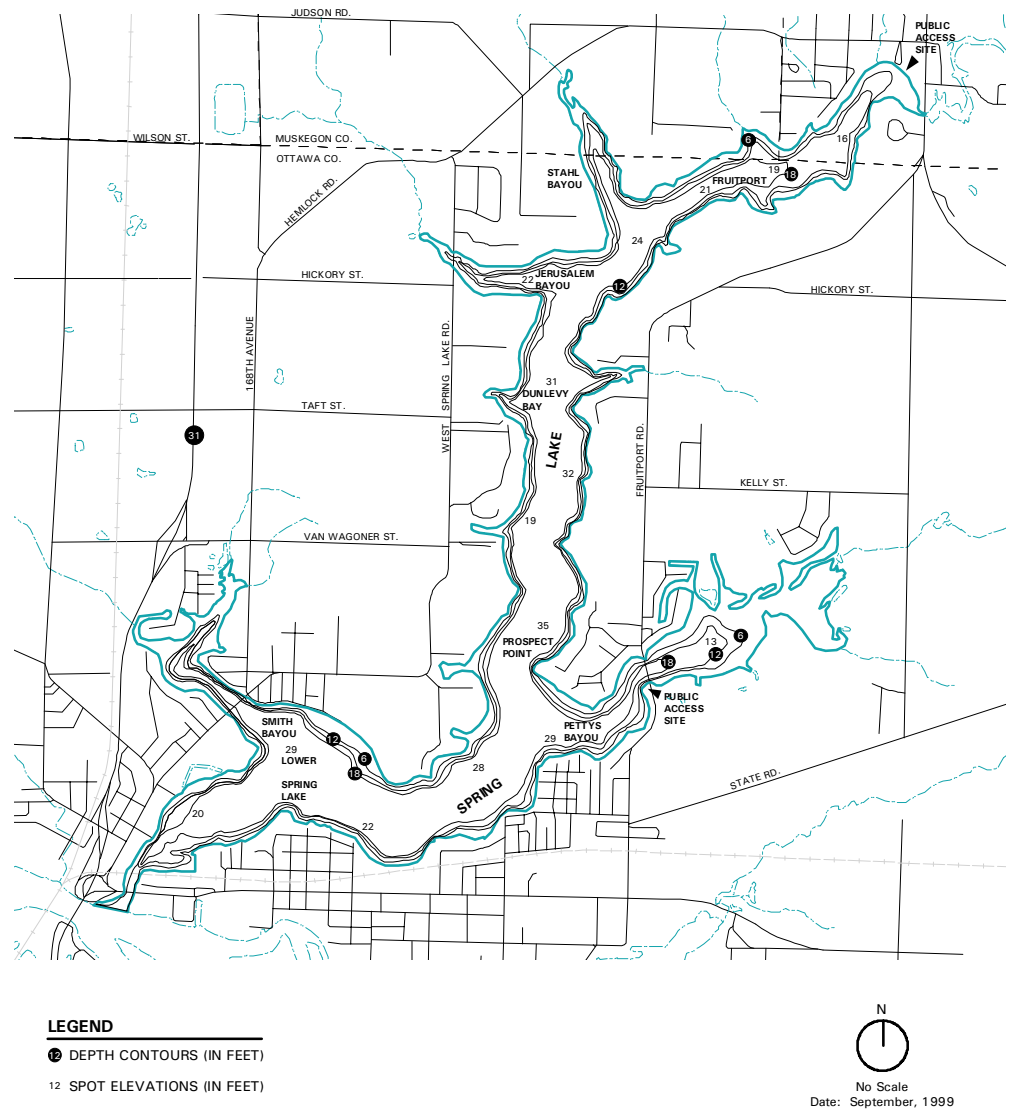 JUDSON RD.
PUBLIC
ACCESS
SITE
WILSON ST.
MUSKEGON CO.
OTTAWA CO.
6
16
HEMLOCK RD.
STAHL
BAYOU
FRUITPORT
19
18
21
24
HICKORY ST.
22
JERUSALEM
BAYOU
12
HICKORY ST.
168TH AVENUE
WEST SPRING LAKE RD.
31
DUNLEVY
BAY
TAFT ST.
31
LAKE
32
FRUITPORT RD.
KELLY ST.
19
VAN WAGONER ST.
35
PROSPECT
POINT
13
6
12
18
PUBLIC
ACCESS
SITE
SMITH
BAYOU
12
29
LOWER
6
18
SPRING
LAKE
PETTYS
BAYOU
29
28
SPRING
STATE RD.
20
22
LEGEND
12 DEPTH CONTOURS (IN FEET)
12 SPOT ELEVATIONS (IN FEET)
N
No Scale
Date: September, 1999